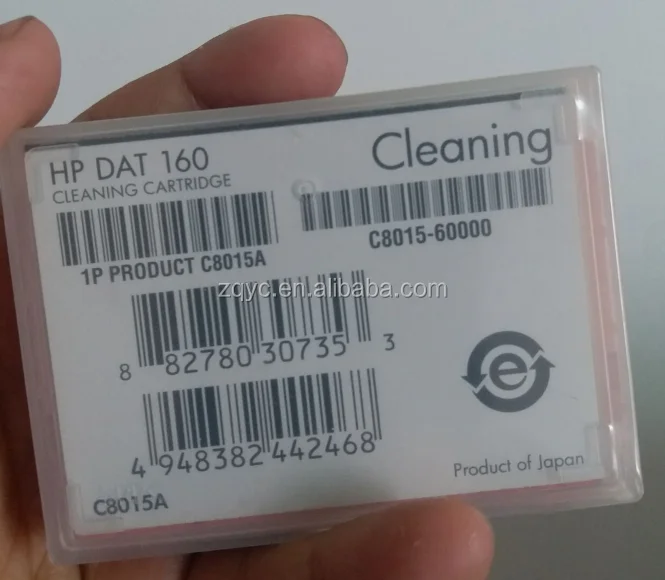 HP DAT 160
Cleaning
CLEANING CARTRIDGE
1P PRODUCT C8015A
C8015-60000
zqyc.en.alibaba.com
8 82780 30735 3
e
4 948382 442468
Product of Japan
C8015A